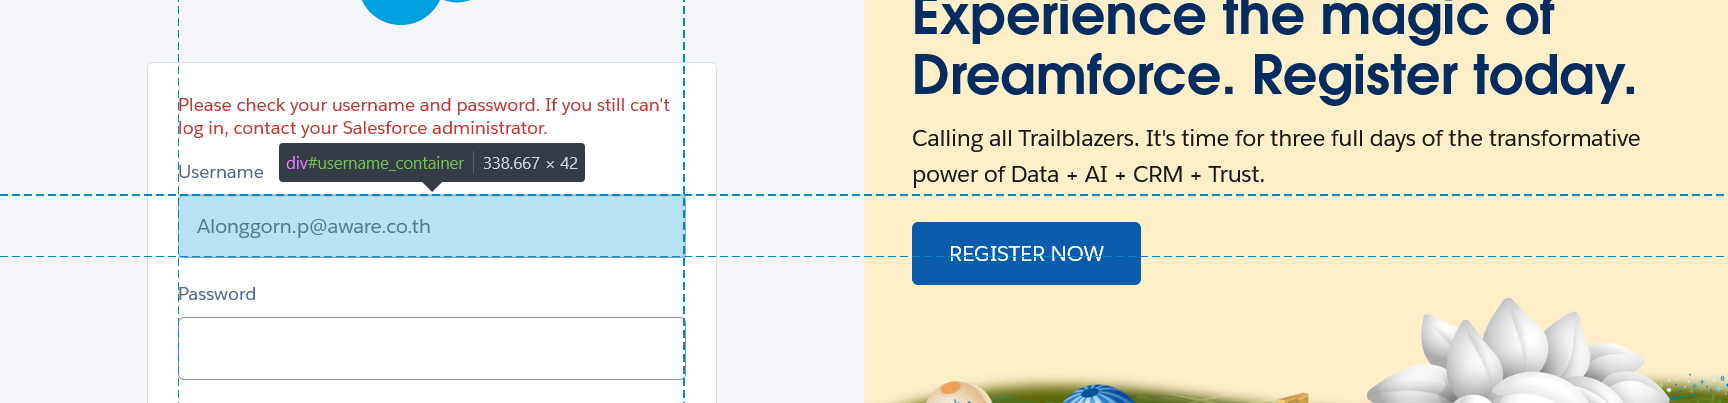 Please check your username and password. If you still can't
log in, contact your Salesforce administrator.
Username
div#username_container 338.667 × 42
Alonggorn.p@aware.co.th
Password
Experience the magic of
Dreamforce. Register today.
Calling all Trailblazers. It's time for three full days of the transformative
power of Data + AI + CRM + Trust.
REGISTER NOW